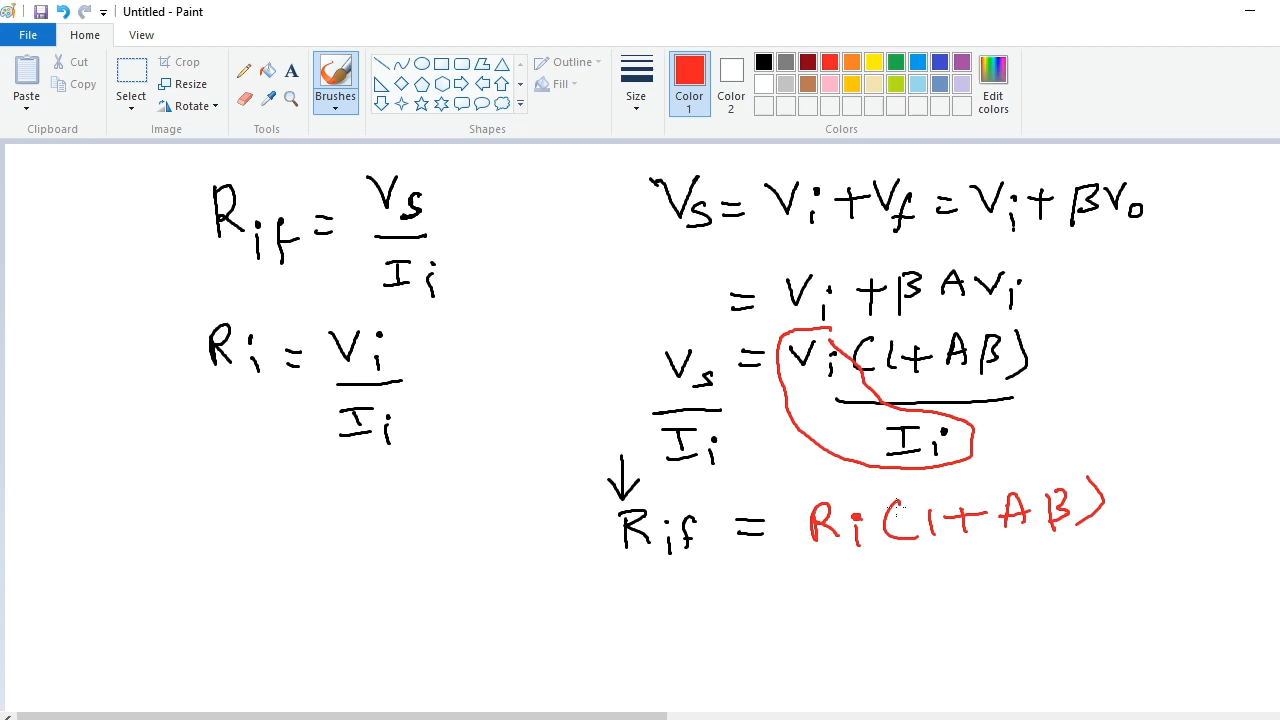 Untitled - Paint
File Home View
Paste Cut Copy Clipboard
Select Crop Resize Rotate Image
Tools
Brushes
Outline Fill Shapes
Size
Color 1 Color 2 Edit colors Colors
Rif = Vs / Ii
Ri = Vi / Ii
Vs = Vi + Vf = Vi + βVo
= Vi + βAVi
Vs / Ii = Vi(1+Aβ) / Ii
↓
Rif = Ri(1+Aβ)